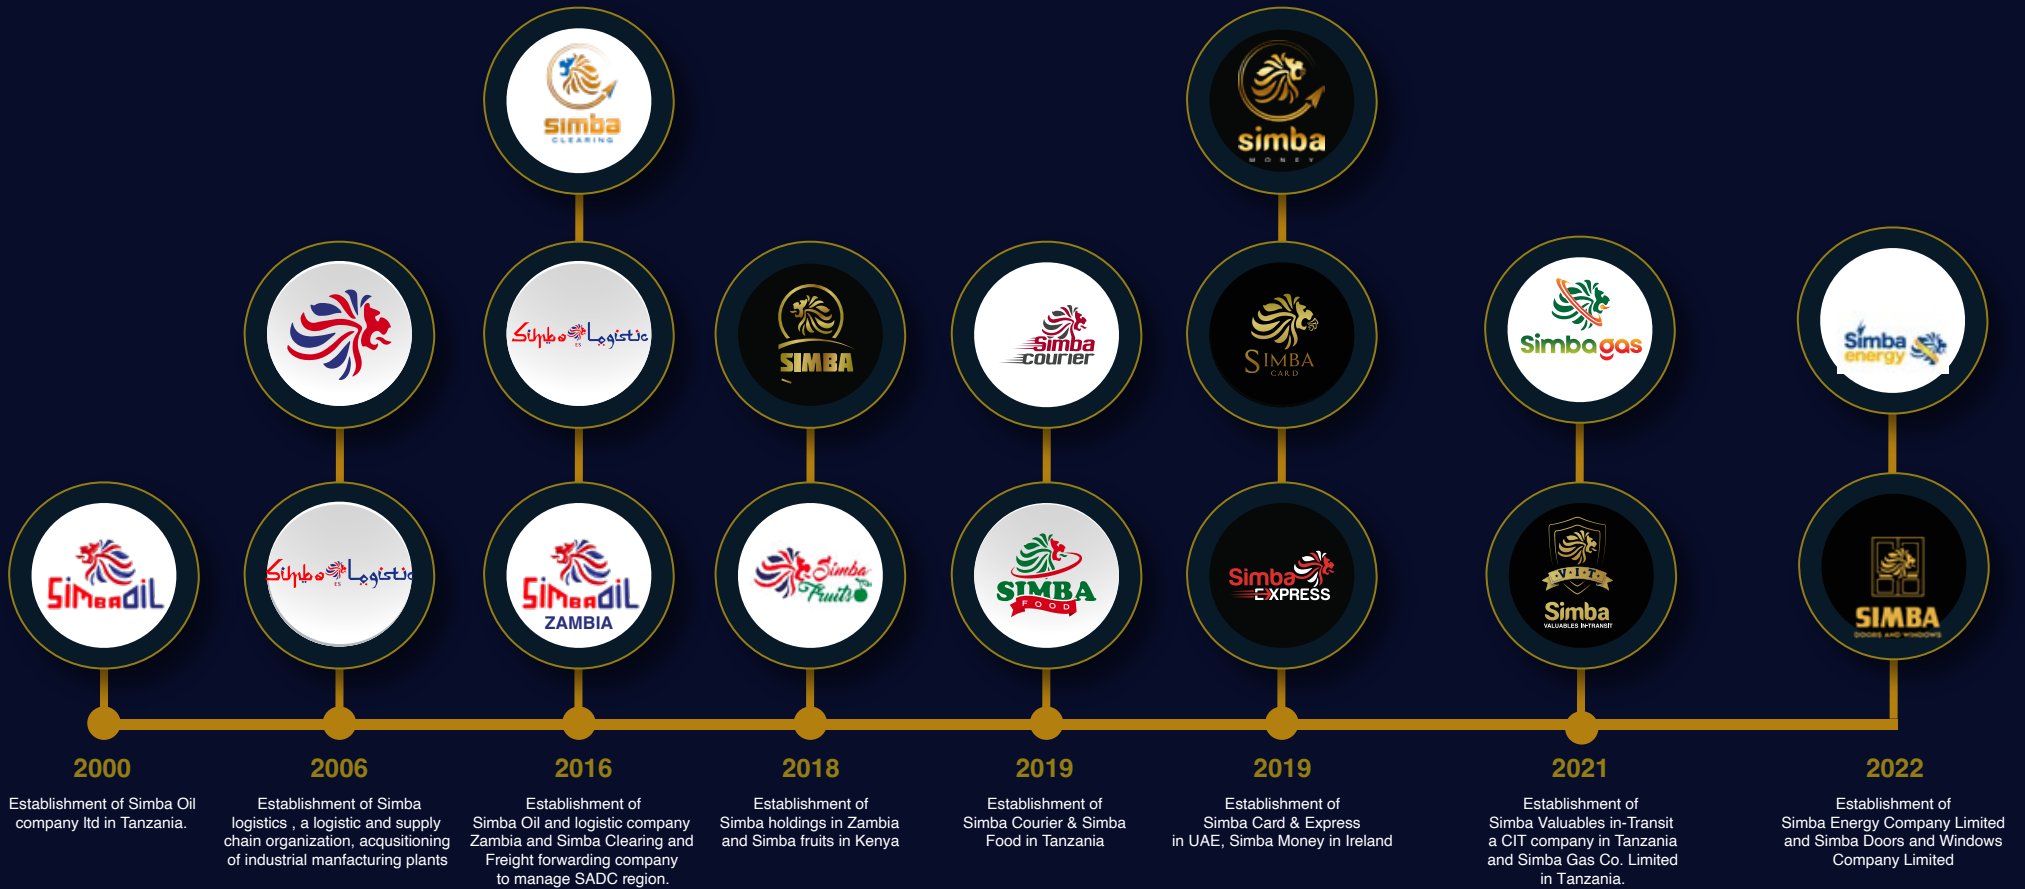 simba
CLEARING
simba
MONEY
Simba Logistic
ES
SIMBA
Simba
courier
SIMBA
CARD
Simbagas
Simba
energy
SimbaOIL
Simba Logistic
ES
SimbaOIL
ZAMBIA
Simba
Fruits
SIMBA
FOOD
Simba
EXPRESS
V.I.T
Simba
VALUABLES IN-TRANSIT
SIMBA
DOORS AND WINDOWS
2000
Establishment of Simba Oil
company ltd in Tanzania.
2006
Establishment of Simba
logistics , a logistic and supply
chain organization, acqusitioning
of industrial manfacturing plants
2016
Establishment of
Simba Oil and logistic company
Zambia and Simba Clearing and
Freight forwarding company
to manage SADC region.
2018
Establishment of
Simba holdings in Zambia
and Simba fruits in Kenya
2019
Establishment of
Simba Courier & Simba
Food in Tanzania
2019
Establishment of
Simba Card & Express
in UAE, Simba Money in Ireland
2021
Establishment of
Simba Valuables in-Transit
a CIT company in Tanzania
and Simba Gas Co. Limited
in Tanzania.
2022
Establishment of
Simba Energy Company Limited
and Simba Doors and Windows
Company Limited